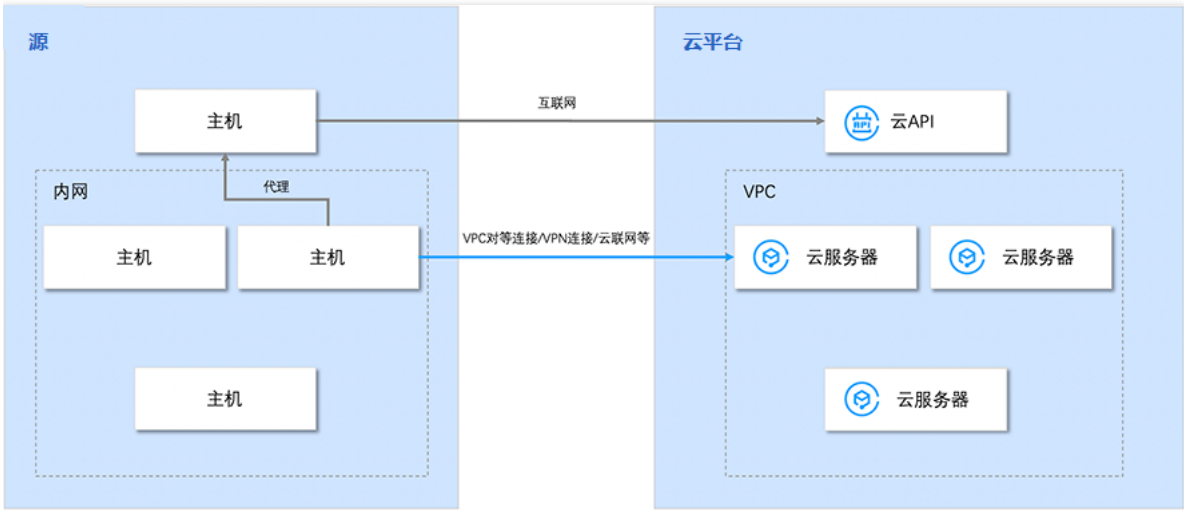 源
云平台
主机
互联网
API
云API
内网
代理
VPC
主机
主机
VPC对等连接/VPN连接/云联网等
云服务器
云服务器
主机
云服务器